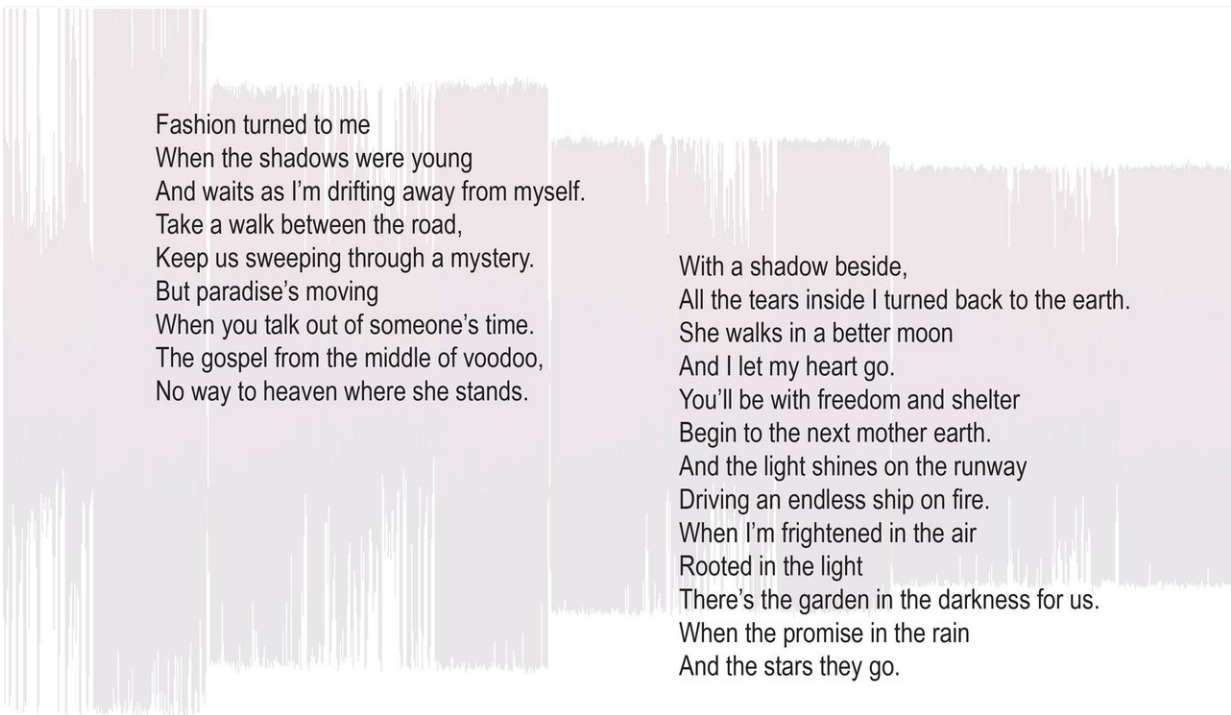 Fashion turned to me
When the shadows were young
And waits as I'm drifting away from myself.
Take a walk between the road,
Keep us sweeping through a mystery.
But paradise's moving
When you talk out of someone's time.
The gospel from the middle of voodoo,
No way to heaven where she stands.
With a shadow beside,
All the tears inside I turned back to the earth.
She walks in a better moon
And I let my heart go.
You'll be with freedom and shelter
Begin to the next mother earth.
And the light shines on the runway
Driving an endless ship on fire.
When I'm frightened in the air
Rooted in the light
There's the garden in the darkness for us.
When the promise in the rain
And the stars they go.